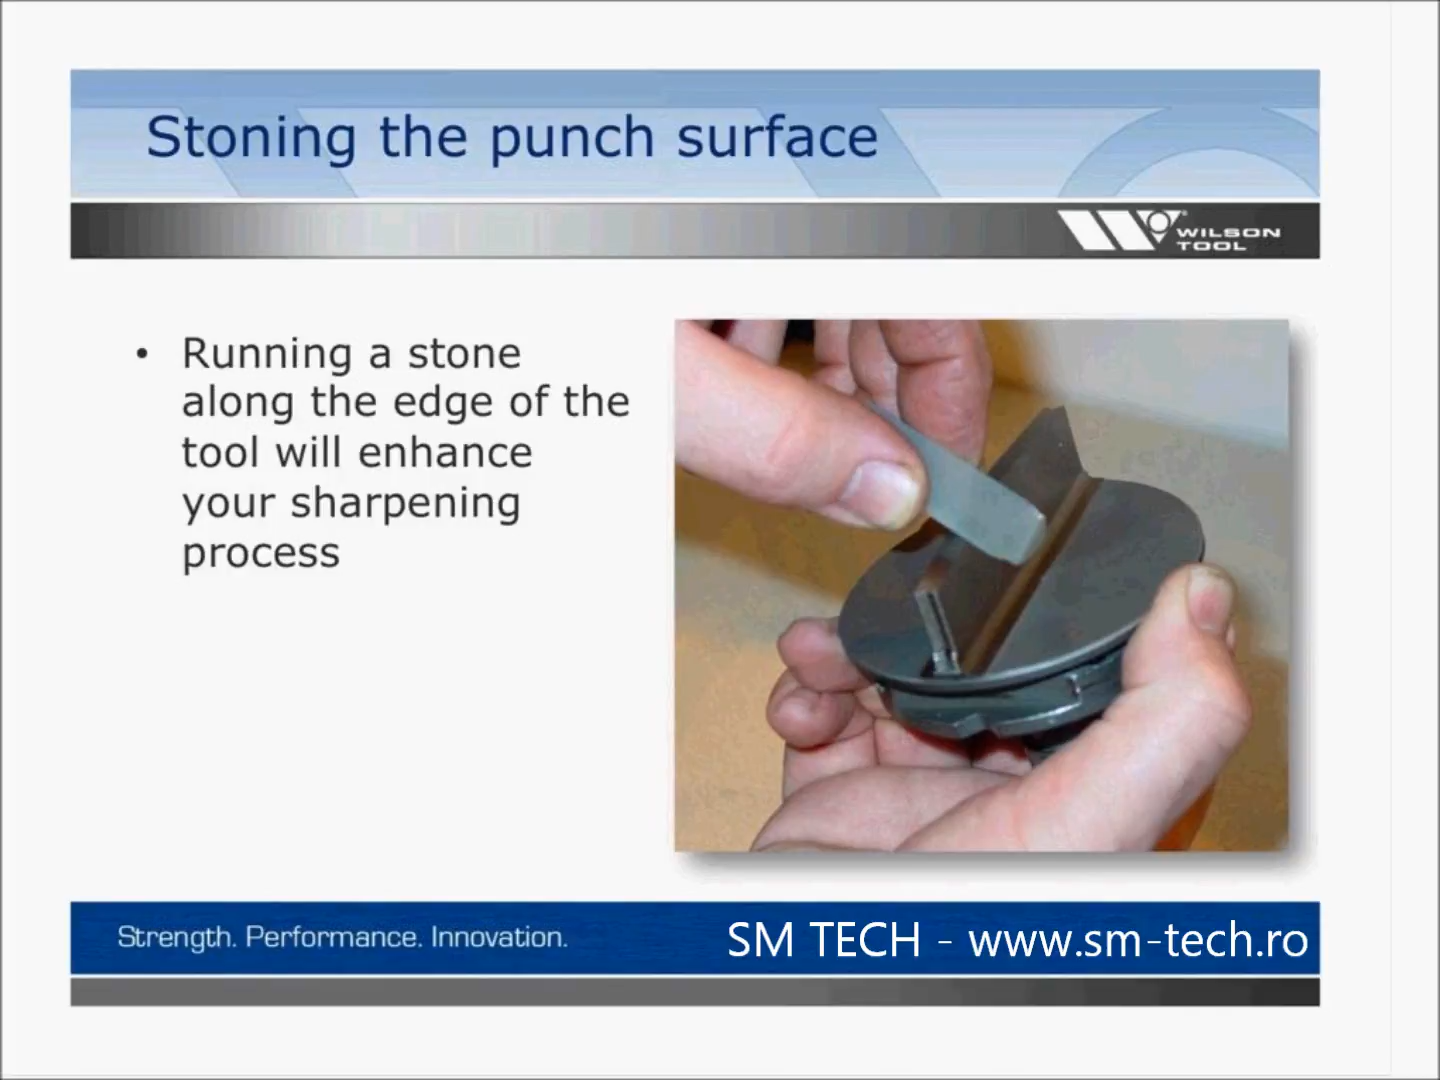 Stoning the punch surface
WILSON
TOOL
• Running a stone
along the edge of the
tool will enhance
your sharpening
process
Strength. Performance. Innovation.
SM TECH - www.sm-tech.ro